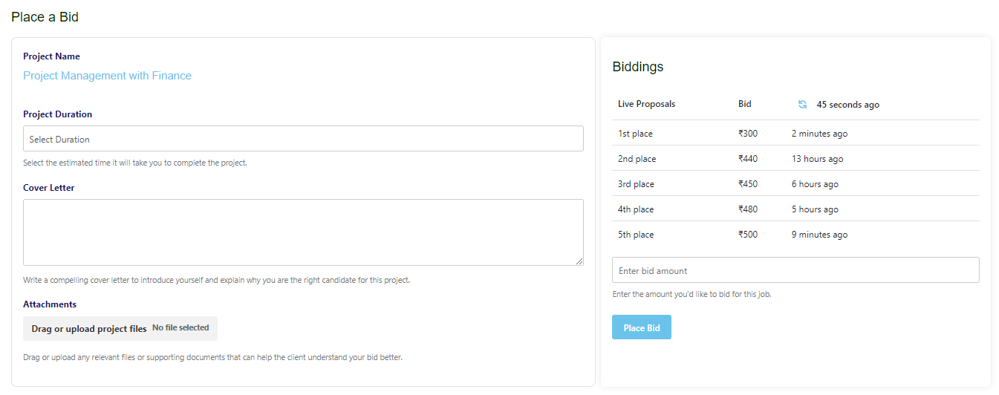 Place a Bid
Project Name
Project Management with Finance
Project Duration
Select Duration
Select the estimated time it will take you to complete the project.
Cover Letter
Write a compelling cover letter to introduce yourself and explain why you are the right candidate for this project.
Attachments
Drag or upload project files No file selected
Drag or upload any relevant files or supporting documents that can help the client understand your bid better.
Biddings
Live Proposals Bid 45 seconds ago
1st place ₹300 2 minutes ago
2nd place ₹440 13 hours ago
3rd place ₹450 6 hours ago
4th place ₹480 5 hours ago
5th place ₹500 9 minutes ago
Enter bid amount
Enter the amount you'd like to bid for this job.
Place Bid